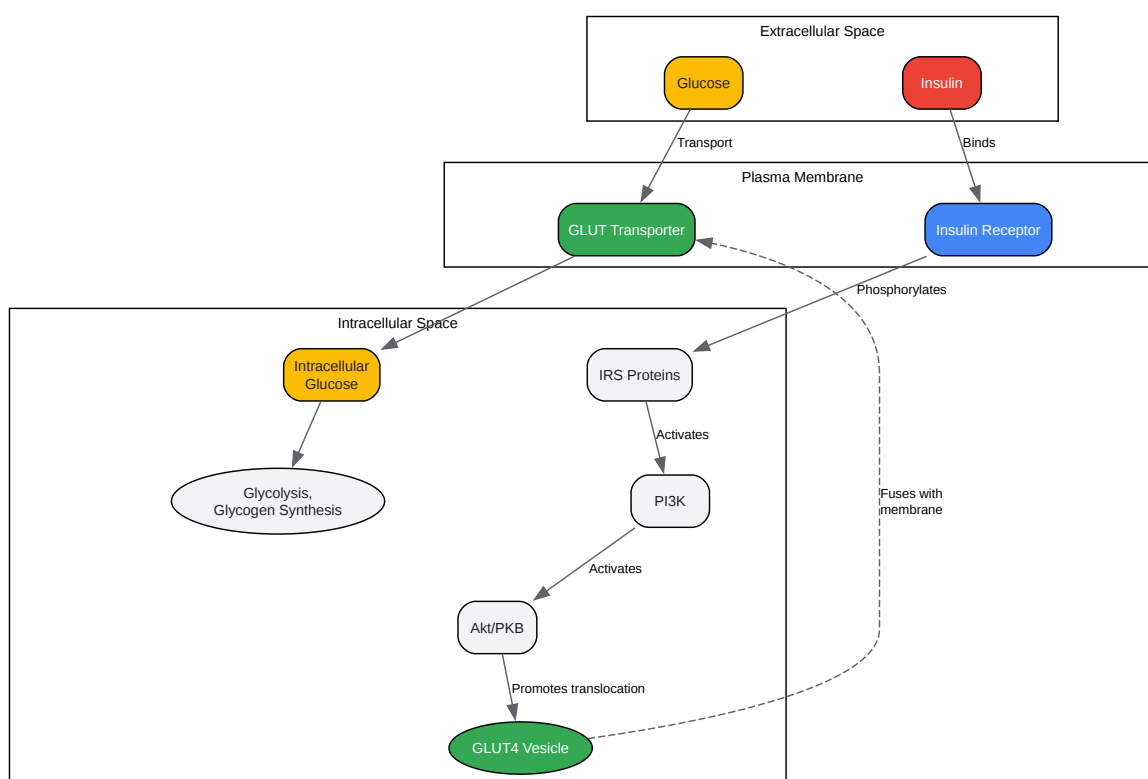 Extracellular Space
Glucose
Insulin
Transport
Binds
Plasma Membrane
GLUT Transporter
Insulin Receptor
Phosphorylates
Intracellular Space
Intracellular
Glucose
IRS Proteins
Activates
Glycolysis,
Glycogen Synthesis
PI3K
Fuses with
membrane
Activates
Akt/PKB
Promotes translocation
GLUT4 Vesicle